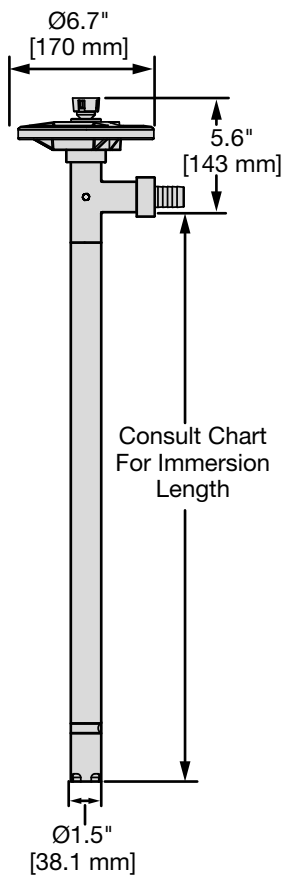 Ø6.7"
[170 mm]
5.6"
[143 mm]
Consult Chart
For Immersion
Length
Ø1.5"
[38.1 mm]